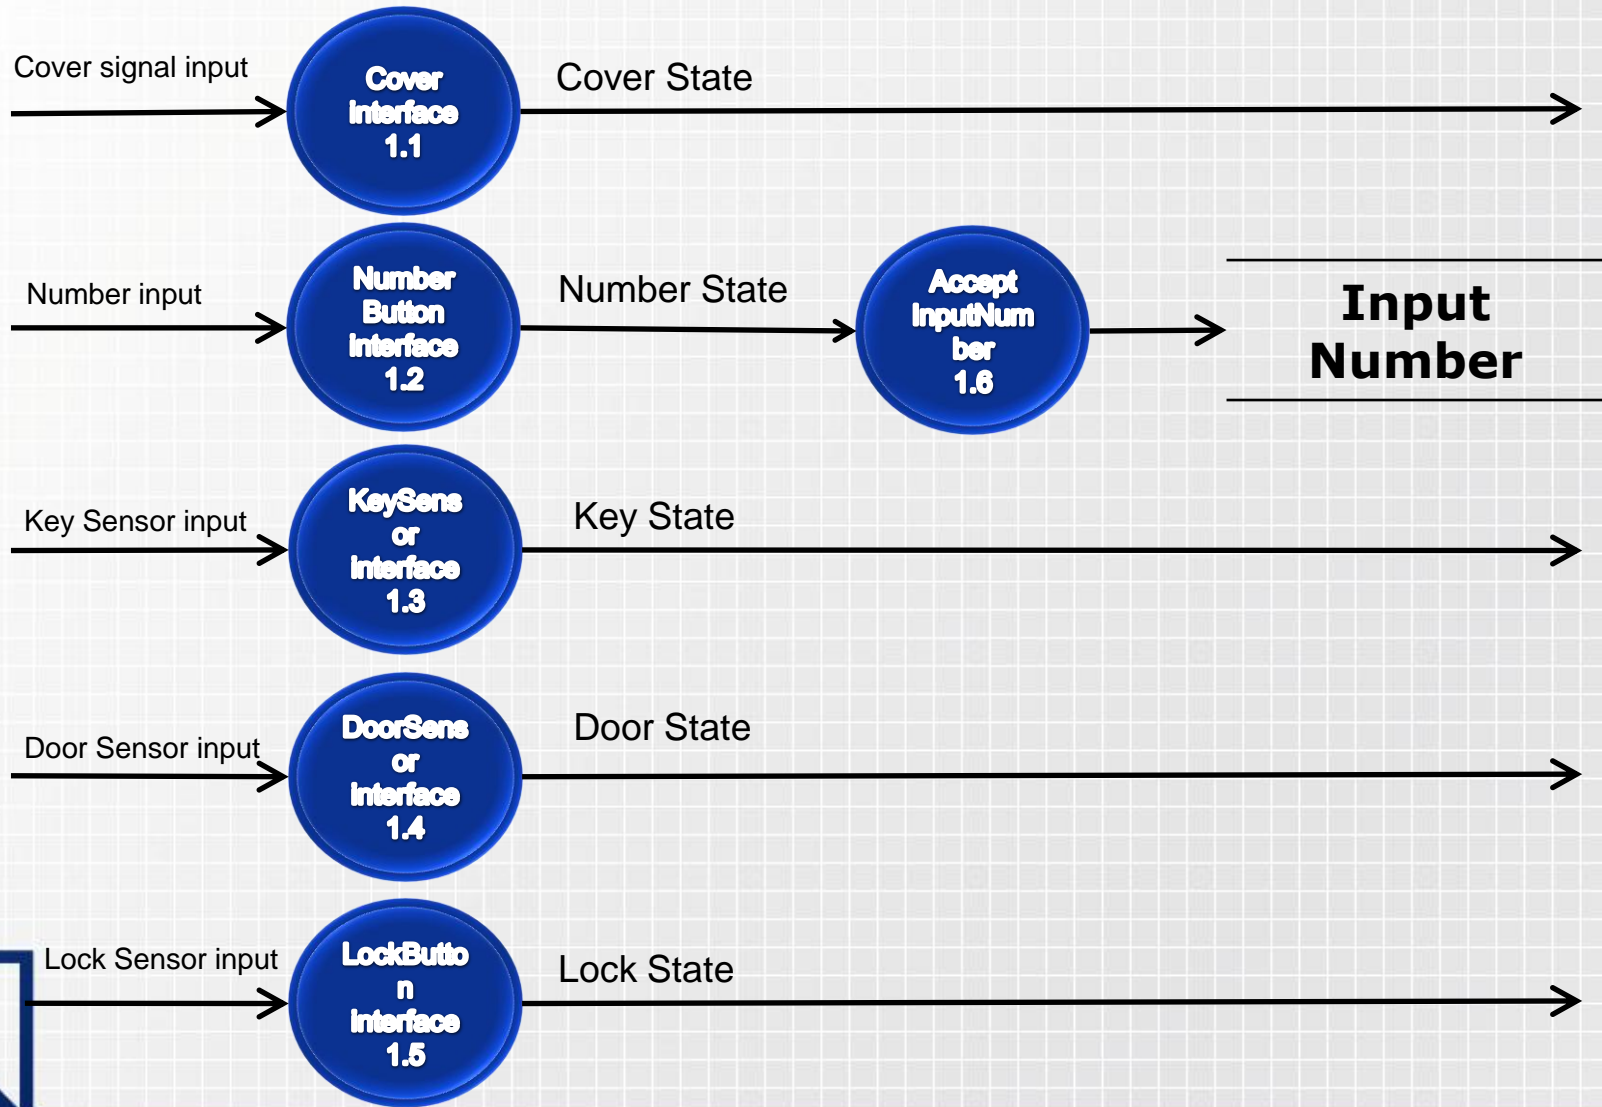 Cover signal input
Cover
interface
1.1
Cover State
Number input
Number
Button
interface
1.2
Number State
Accept
InputNum
ber
1.6
Input
Number
Key Sensor input
KeySens
or
interface
1.3
Key State
Door Sensor input
DoorSens
or
interface
1.4
Door State
Lock Sensor input
LockButto
n
interface
1.5
Lock State